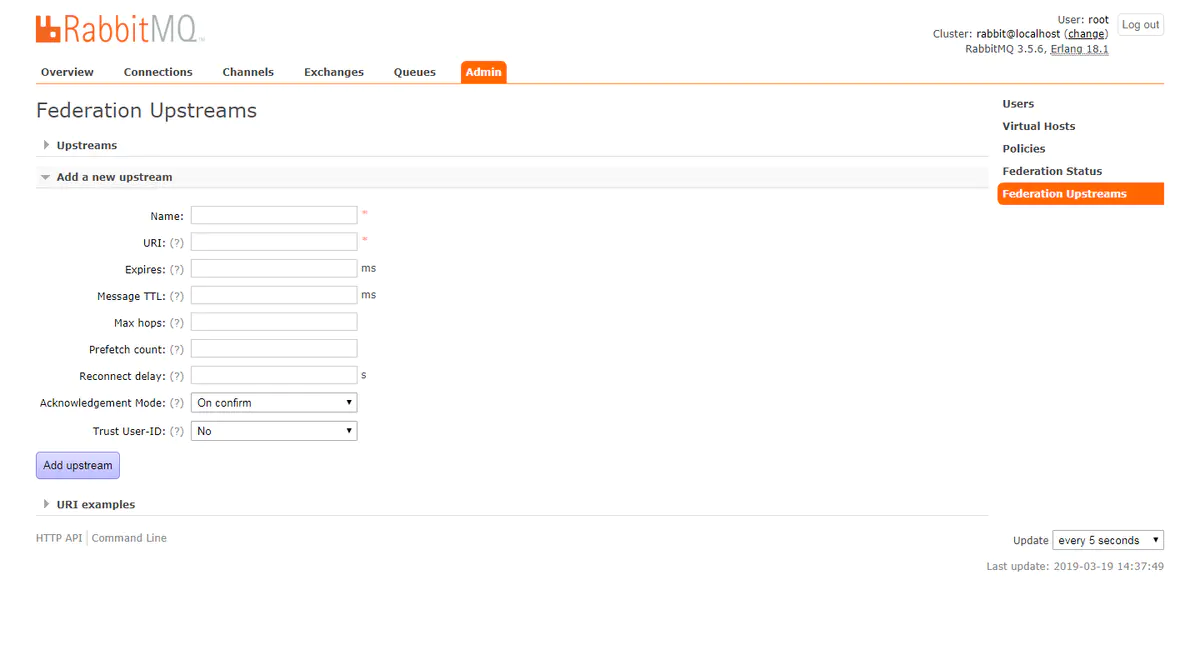 RabbitMQ™
User: root
Log out
Cluster: rabbit@localhost (change)
RabbitMQ 3.5.6, Erlang 18.1
Overview Connections Channels Exchanges Queues Admin
Federation Upstreams
Upstreams
Add a new upstream
Name: *
URI: (?) *
Expires: (?) ms
Message TTL: (?) ms
Max hops: (?)
Prefetch count: (?)
Reconnect delay: (?) s
Acknowledgement Mode: (?) On confirm
Trust User-ID: (?) No
Add upstream
URI examples
Users
Virtual Hosts
Policies
Federation Status
Federation Upstreams
HTTP API Command Line
Update every 5 seconds
Last update: 2019-03-19 14:37:49